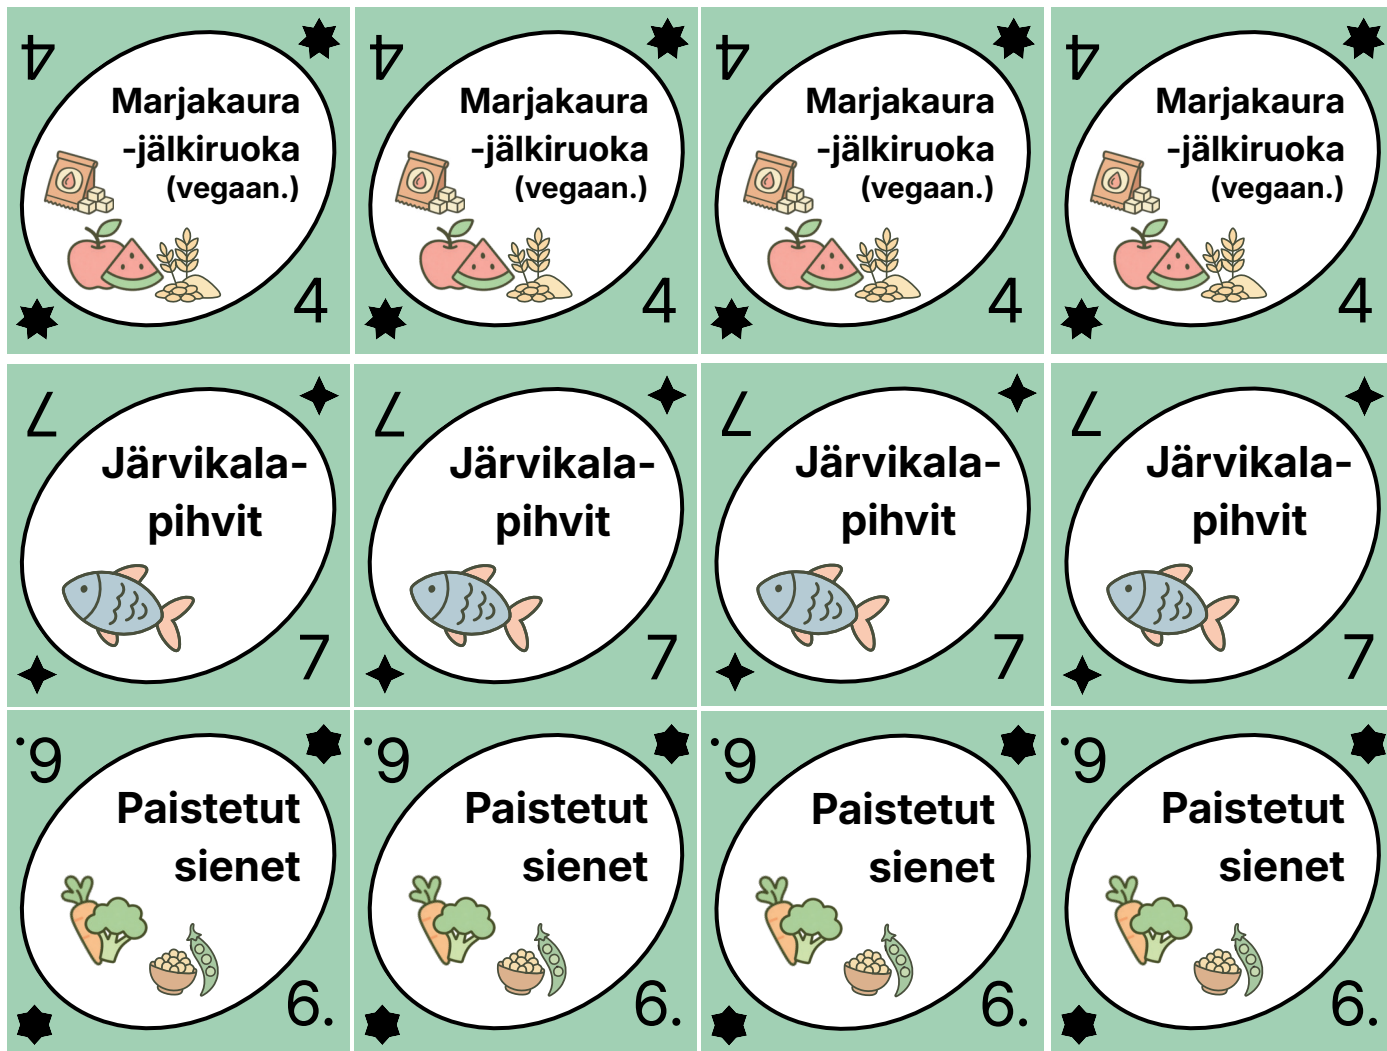 4
Marjakaura
-jälkiruoka
(vegaan.)
4
4
Marjakaura
-jälkiruoka
(vegaan.)
4
4
Marjakaura
-jälkiruoka
(vegaan.)
4
4
Marjakaura
-jälkiruoka
(vegaan.)
4
7
Järvikala-
pihvit
7
7
Järvikala-
pihvit
7
7
Järvikala-
pihvit
7
7
Järvikala-
pihvit
7
6.
Paistetut
sienet
6.
6.
Paistetut
sienet
6.
6.
Paistetut
sienet
6.
6.
Paistetut
sienet
6.